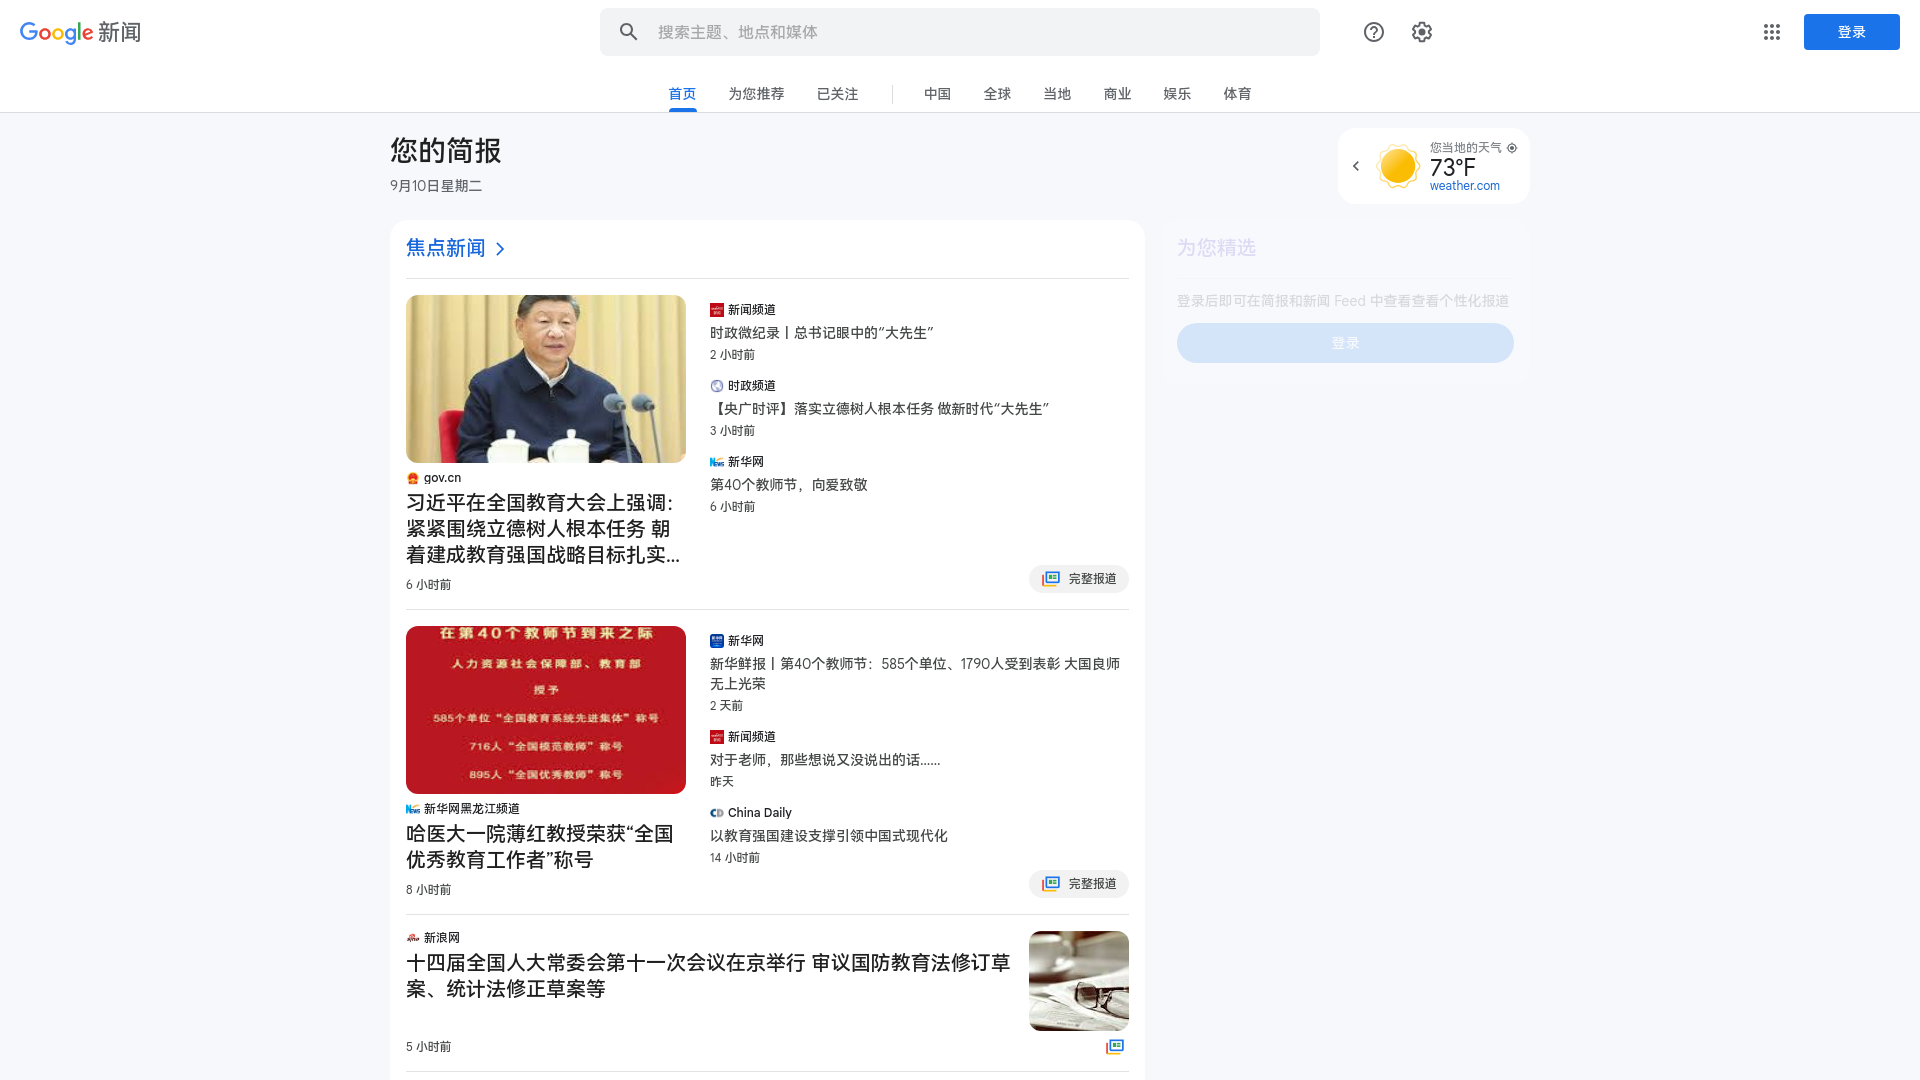 Google 新闻
搜索主题、地点和媒体
登录
首页
为您推荐
已关注
中国
全球
当地
商业
娱乐
体育
您的简报
9月10日星期二
您当地的天气
73°F
weather.com
焦点新闻
gov.cn
习近平在全国教育大会上强调：
紧紧围绕立德树人根本任务 朝
着建成教育强国战略目标扎实...
6 小时前
新闻频道
时政微纪录丨总书记眼中的“大先生”
2 小时前
时政频道
【央广时评】落实立德树人根本任务 做新时代“大先生”
3 小时前
新华网
第40个教师节，向爱致敬
6 小时前
完整报道
在第40个教师节到来之际
人力资源社会保障部、教育部
授予
585个单位“全国教育系统先进集体”称号
716人“全国模范教师”称号
895人“全国优秀教师”称号
新华网黑龙江频道
哈医大一院薄红教授荣获“全国
优秀教育工作者”称号
8 小时前
新华网
新华鲜报丨第40个教师节：585个单位、1790人受到表彰 大国良师
无上光荣
2 天前
新闻频道
对于老师，那些想说又没说出的话……
昨天
China Daily
以教育强国建设支撑引领中国式现代化
14 小时前
完整报道
新浪网
十四届全国人大常委会第十一次会议在京举行 审议国防教育法修订草
案、统计法修正草案等
5 小时前
为您精选
登录后即可在简报和新闻 Feed 中查看查看个性化报道
登录